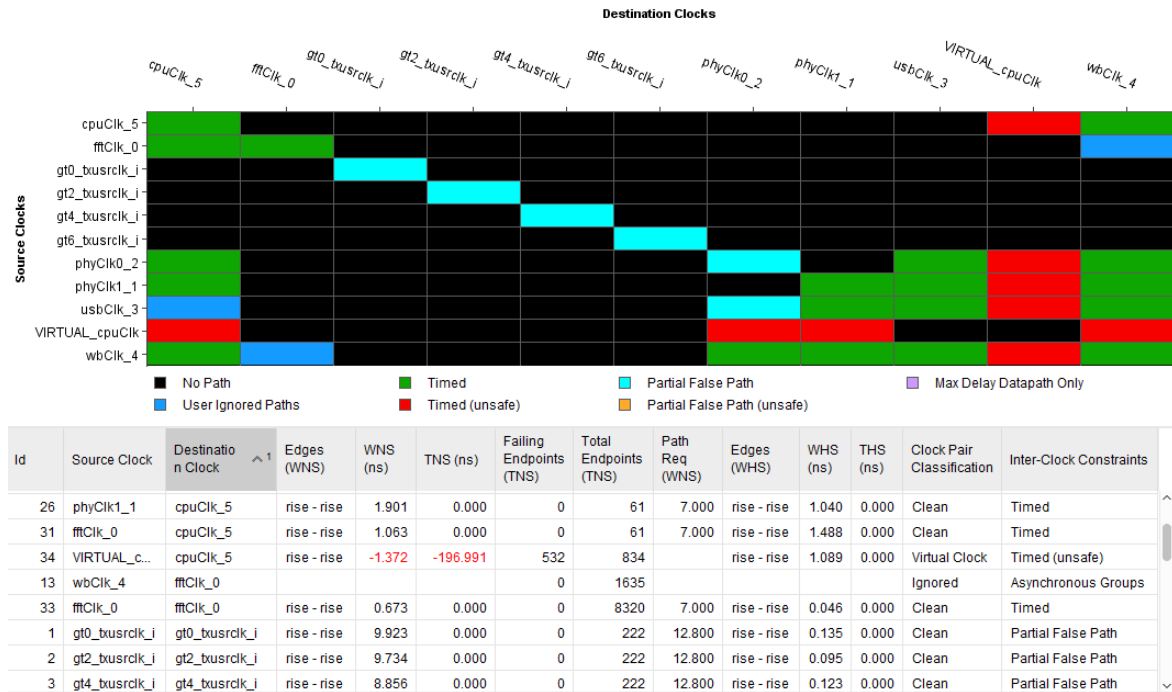 Destination Clocks
cpuClk_5 fftClk_0 gt0_txusrclk_i gt2_txusrclk_i gt4_txusrclk_i gt6_txusrclk_i phyClk0_2 phyClk1_1 usbClk_3 VIRTUAL_cpuClk wbClk_4
Source Clocks
cpuClk_5
fftClk_0
gt0_txusrclk_i
gt2_txusrclk_i
gt4_txusrclk_i
gt6_txusrclk_i
phyClk0_2
phyClk1_1
usbClk_3
VIRTUAL_cpuClk
wbClk_4
No Path Timed Partial False Path Max Delay Datapath Only
User Ignored Paths Timed (unsafe) Partial False Path (unsafe)
Id Source Clock Destinatio n Clock 1 Edges (WNS) WNS (ns) TNS (ns) Failing Endpoints (TNS) Total Endpoints (TNS) Path Req (WNS) Edges (WHS) WHS (ns) THS (ns) Clock Pair Classification Inter-Clock Constraints
26 phyClk1_1 cpuClk_5 rise - rise 1.901 0.000 0 61 7.000 rise - rise 1.040 0.000 Clean Timed
31 fftClk_0 cpuClk_5 rise - rise 1.063 0.000 0 61 7.000 rise - rise 1.488 0.000 Clean Timed
34 VIRTUAL_c... cpuClk_5 rise - rise -1.372 -196.991 532 834 rise - rise 1.089 0.000 Virtual Clock Timed (unsafe)
13 wbClk_4 fftClk_0 0 1635 Ignored Asynchronous Groups
33 fftClk_0 fftClk_0 rise - rise 0.673 0.000 0 8320 7.000 rise - rise 0.046 0.000 Clean Timed
1 gt0_txusrclk_i gt0_txusrclk_i rise - rise 9.923 0.000 0 222 12.800 rise - rise 0.135 0.000 Clean Partial False Path
2 gt2_txusrclk_i gt2_txusrclk_i rise - rise 9.734 0.000 0 222 12.800 rise - rise 0.095 0.000 Clean Partial False Path
3 gt4_txusrclk_i gt4_txusrclk_i rise - rise 8.856 0.000 0 222 12.800 rise - rise 0.123 0.000 Clean Partial False Path